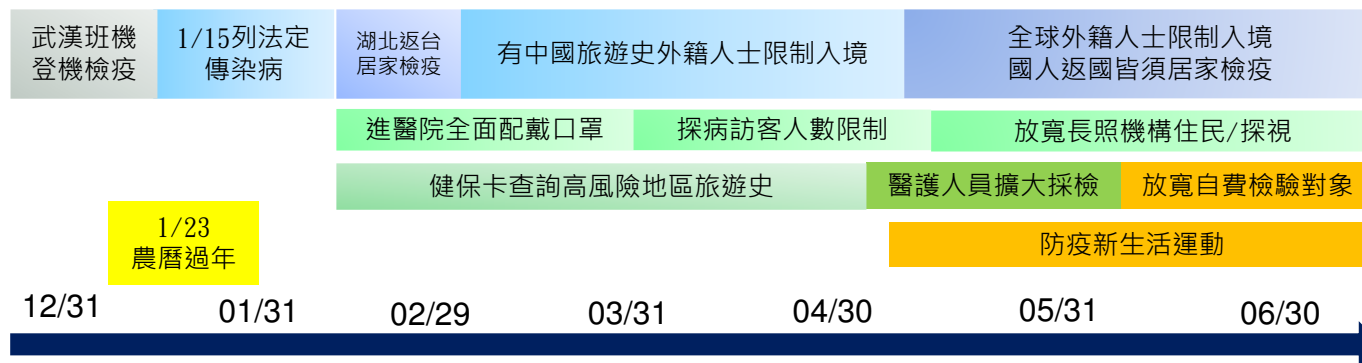 武漢班機
登機檢疫
1/15列法定
傳染病
湖北返台
居家檢疫
有中國旅遊史外籍人士限制入境
全球外籍人士限制入境
國人返國皆須居家檢疫
進醫院全面配戴口罩
探病訪客人數限制
放寬長照機構住民/探視
健保卡查詢高風險地區旅遊史
醫護人員擴大採檢
放寬自費檢驗對象
1/23
農曆過年
防疫新生活運動
12/31
01/31
02/29
03/31
04/30
05/31
06/30